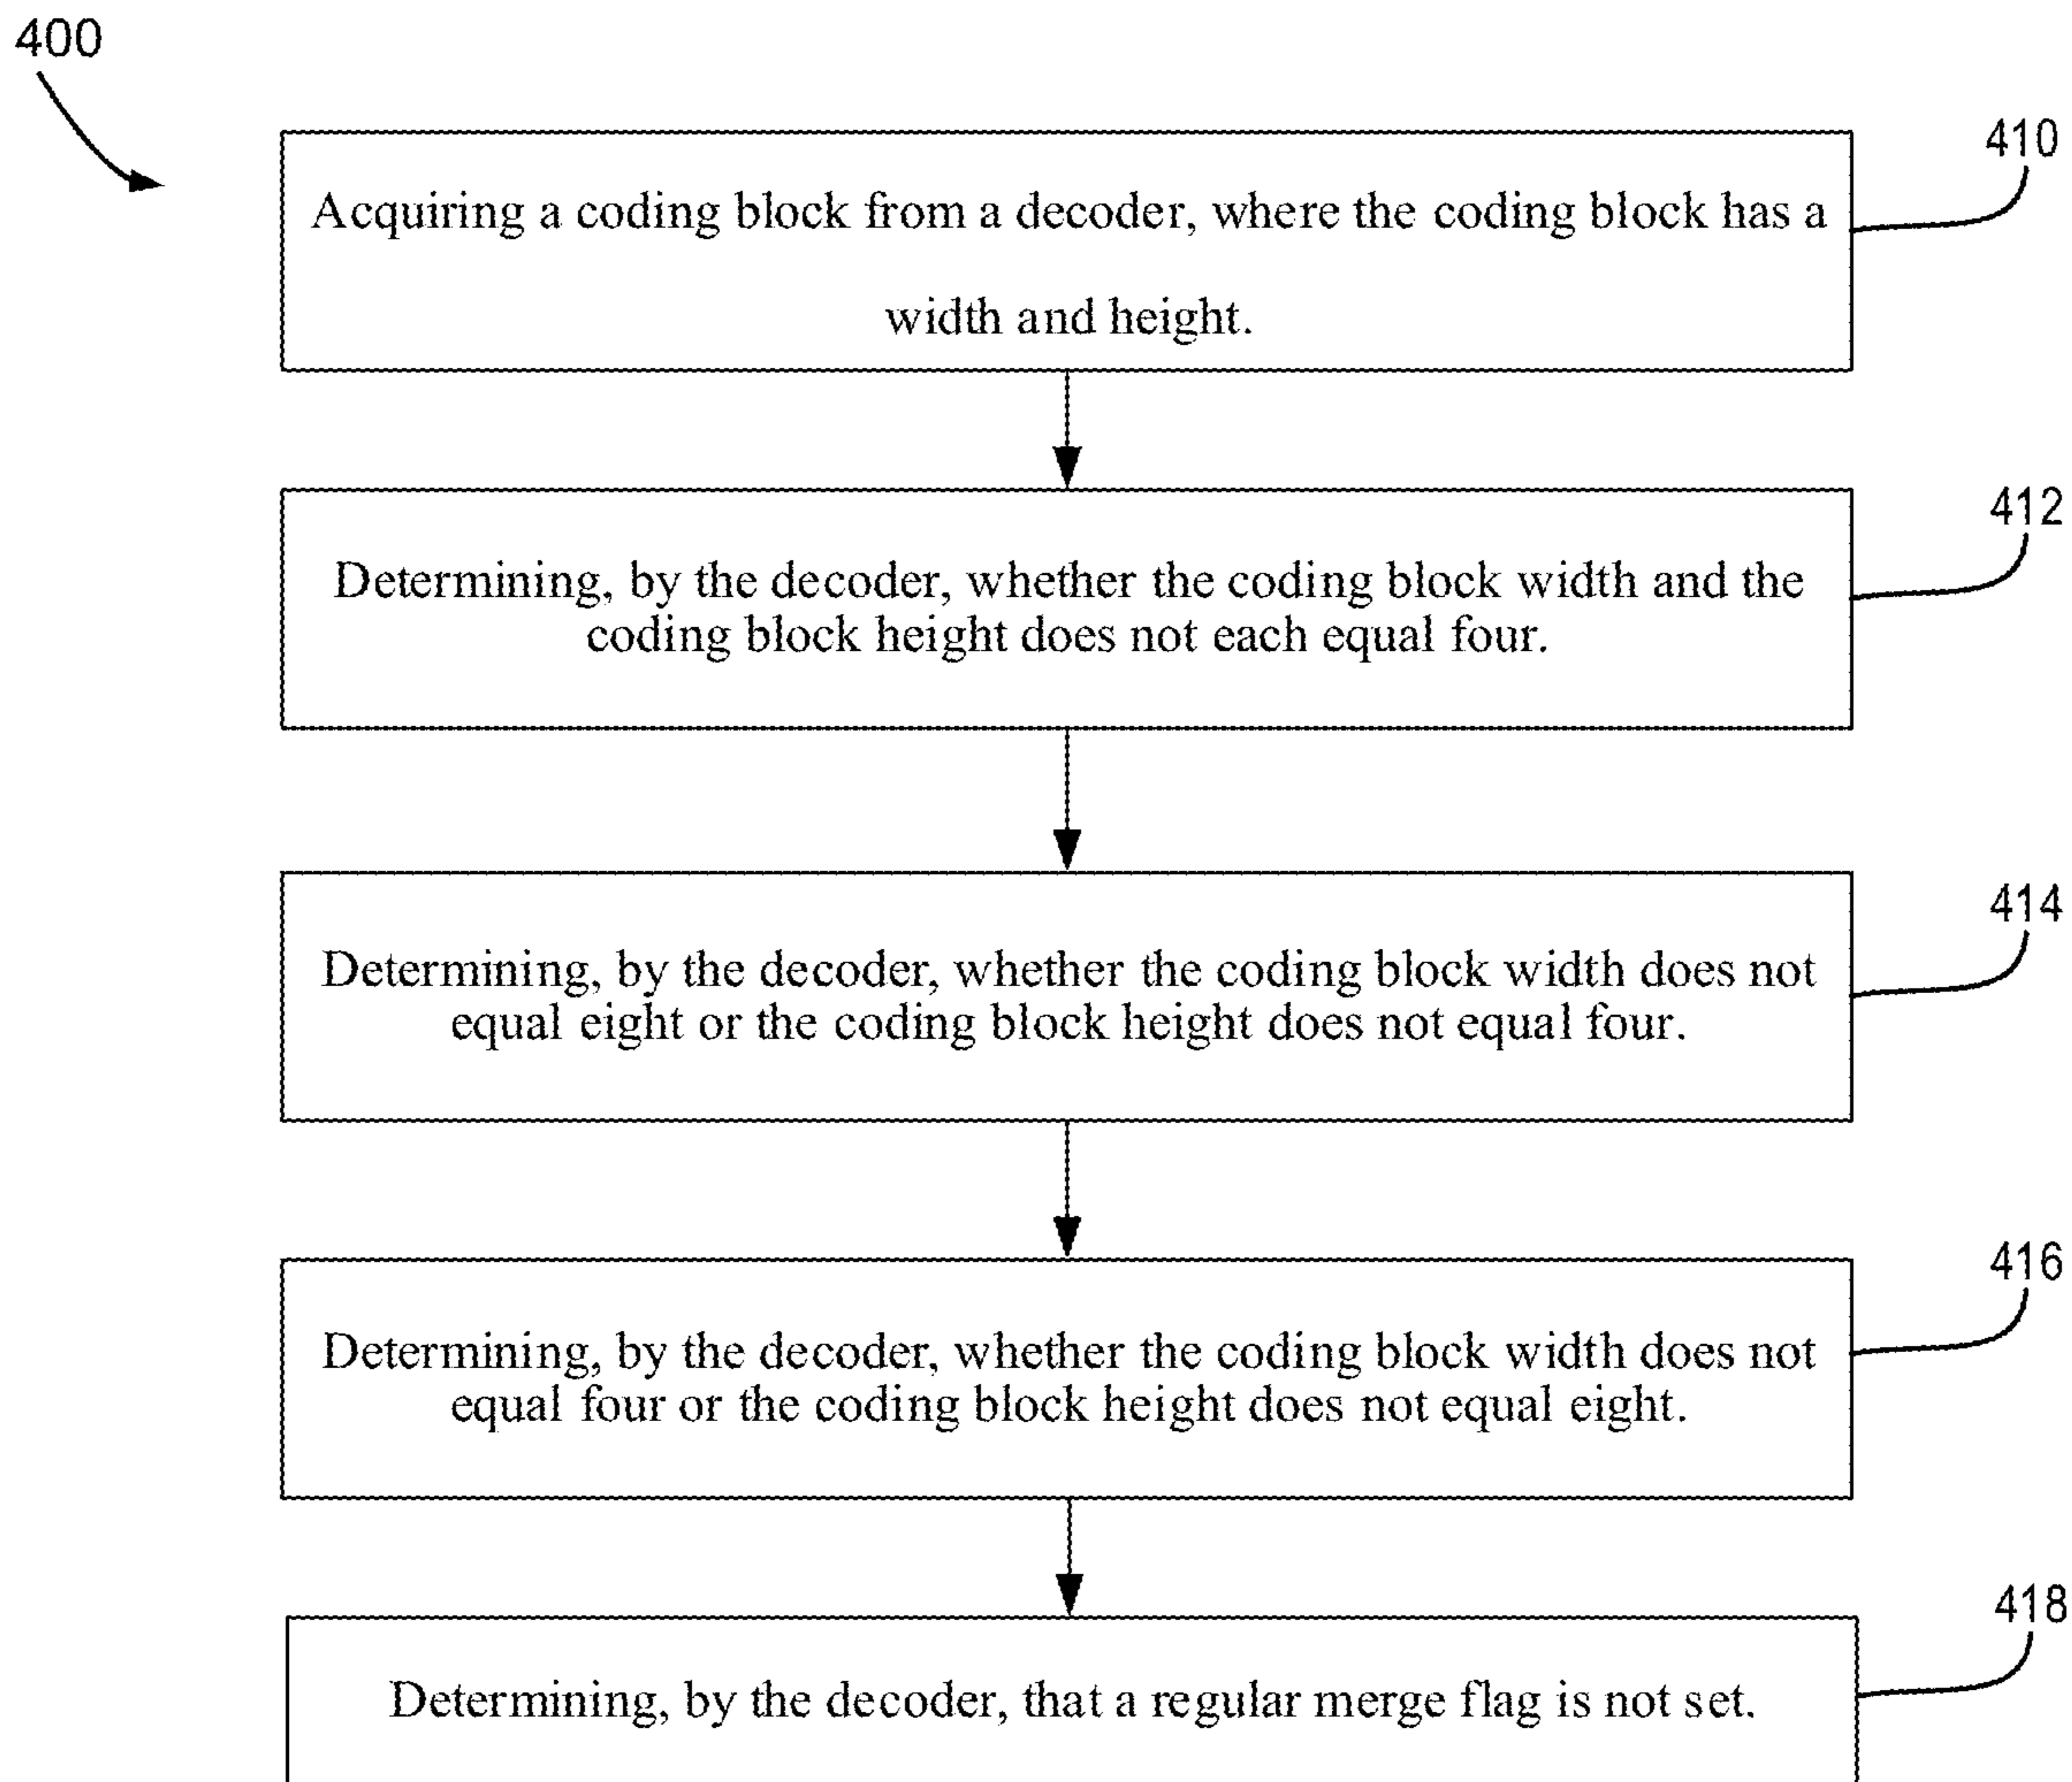 400
410
Acquiring a coding block from a decoder, where the coding block has a
width and height.
412
Determining, by the decoder, whether the coding block width and the
coding block height does not each equal four.
414
Determining, by the decoder, whether the coding block width does not
equal eight or the coding block height does not equal four.
416
Determining, by the decoder, whether the coding block width does not
equal four or the coding block height does not equal eight.
418
Determining, by the decoder, that a regular merge flag is not set.